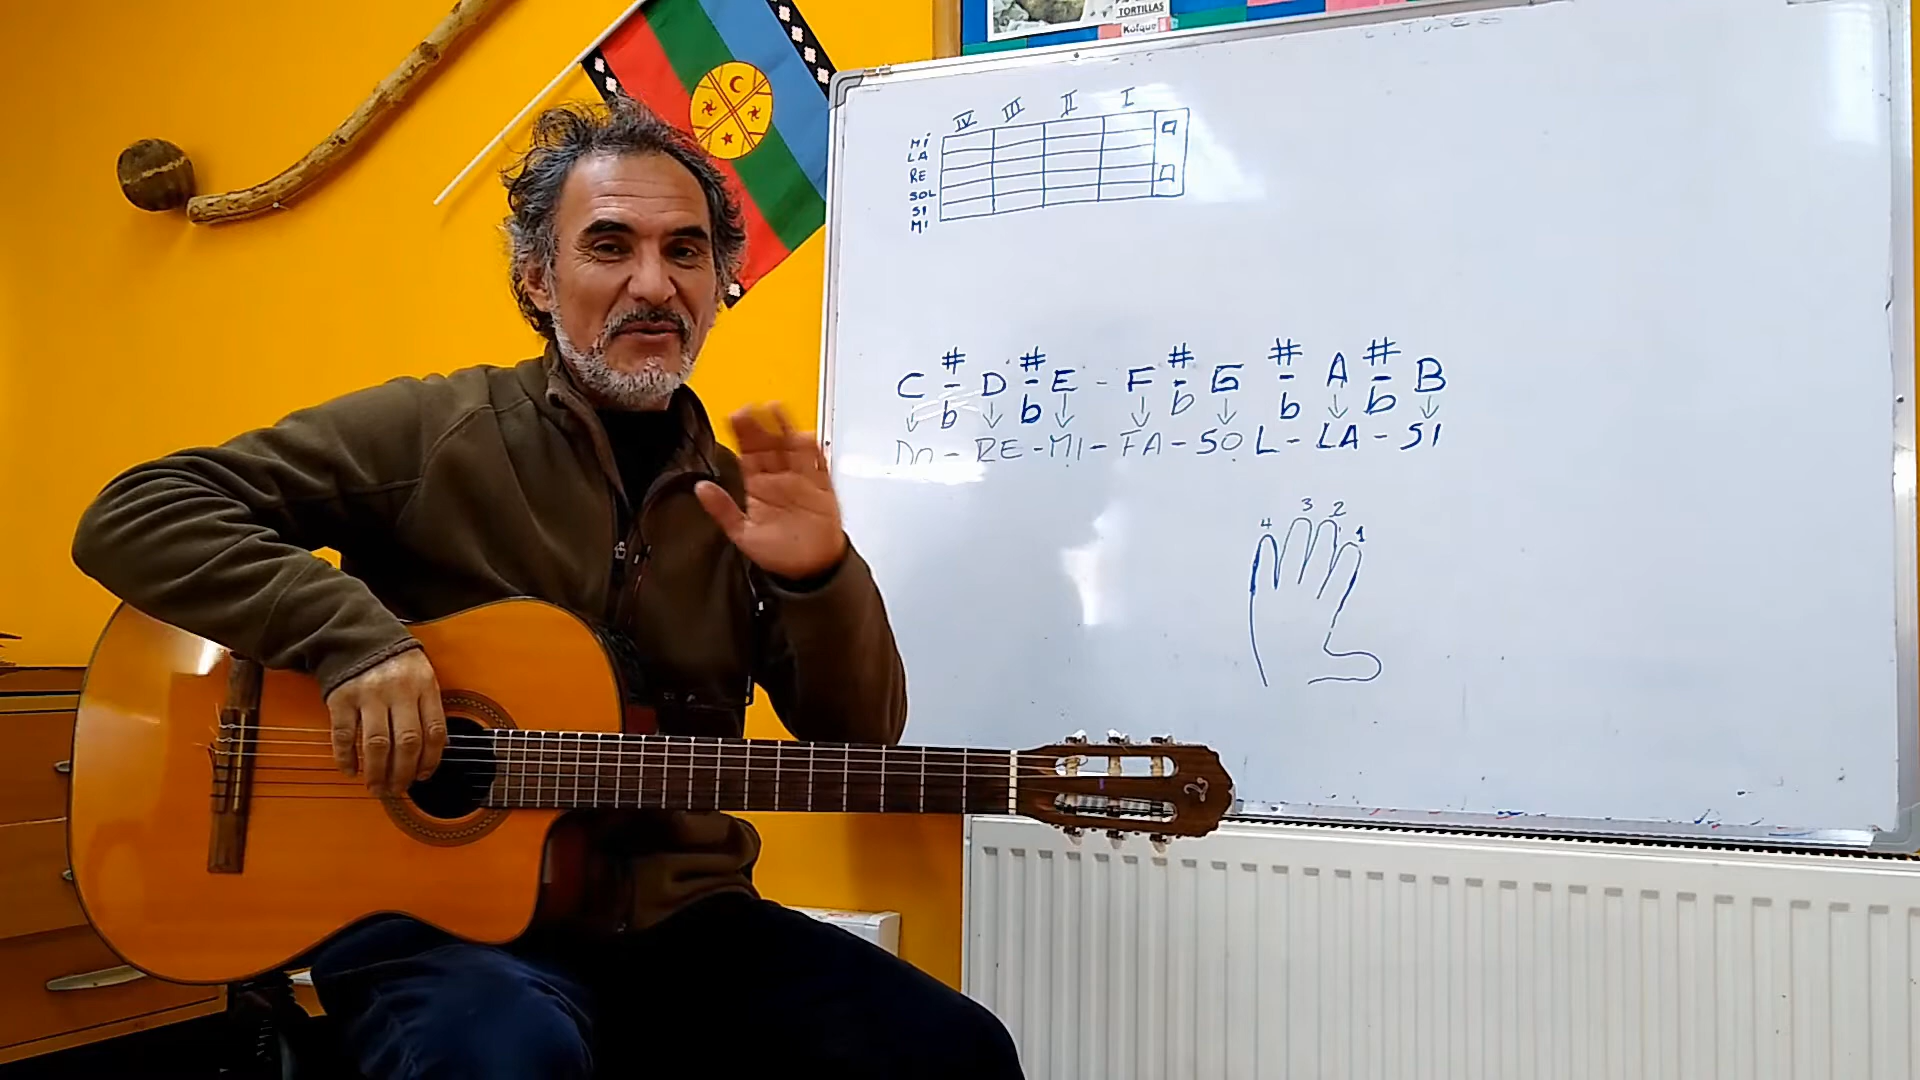 TORTILLAS
Kofque
IV III II I
MI
LA
RE
SOL
SI
MI
# # # # #
C - D - E - F - G - A - B
b b b b b
DO - RE - MI - FA - SOL - LA - SI
4 3 2 1